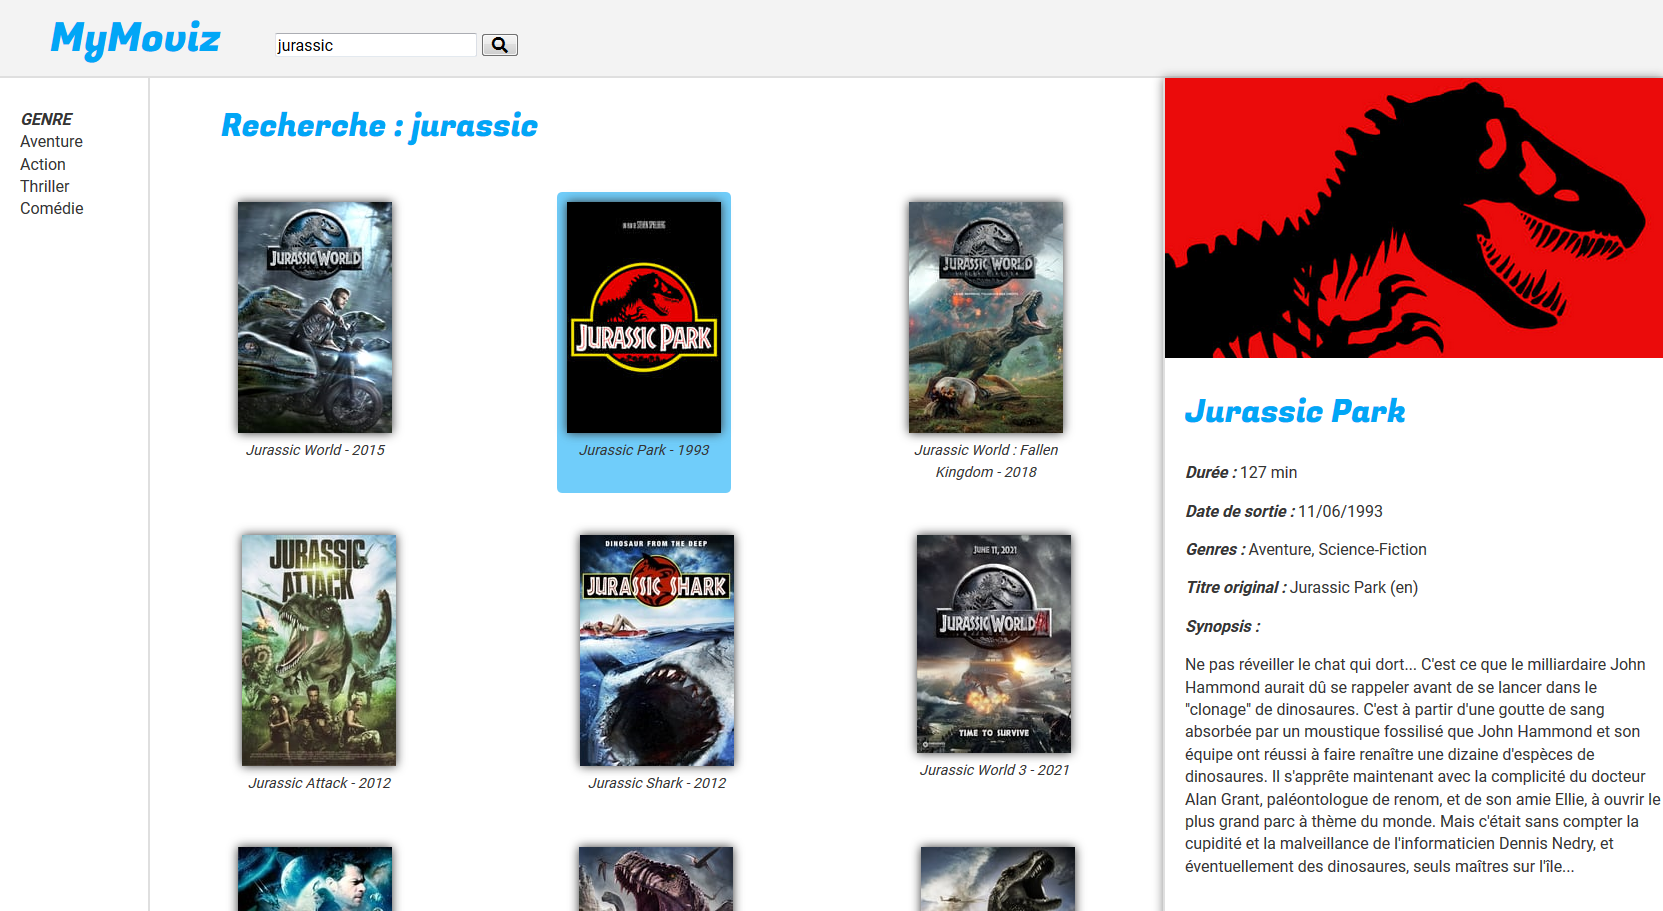 MyMoviz
jurassic
GENRE
Aventure
Action
Thriller
Comédie
Recherche : jurassic
JURASSIC WORLD
Jurassic World - 2015
STEVEN SPIELBERG
JURASSIC PARK
Jurassic Park - 1993
JURASSIC WORLD
Jurassic World : Fallen
Kingdom - 2018
JURASSIC
ATTACK
Jurassic Attack - 2012
DINOSAUR FROM THE DEEP
JURASSIC SHARK
Jurassic Shark - 2012
JUNE 11, 2021
JURASSIC WORLD
TIME TO SURVIVE
Jurassic World 3 - 2021
Jurassic Park
Durée : 127 min
Date de sortie : 11/06/1993
Genres : Aventure, Science-Fiction
Titre original : Jurassic Park (en)
Synopsis :
Ne pas réveiller le chat qui dort... C'est ce que le milliardaire John
Hammond aurait dû se rappeler avant de se lancer dans le
"clonage" de dinosaures. C'est à partir d'une goutte de sang
absorbée par un moustique fossilisé que John Hammond et son
équipe ont réussi à faire renaître une dizaine d'espèces de
dinosaures. Il s'apprête maintenant avec la complicité du docteur
Alan Grant, paléontologue de renom, et de son amie Ellie, à ouvrir le
plus grand parc à thème du monde. Mais c'était sans compter la
cupidité et la malveillance de l'informaticien Dennis Nedry, et
éventuellement des dinosaures, seuls maîtres sur l'île...